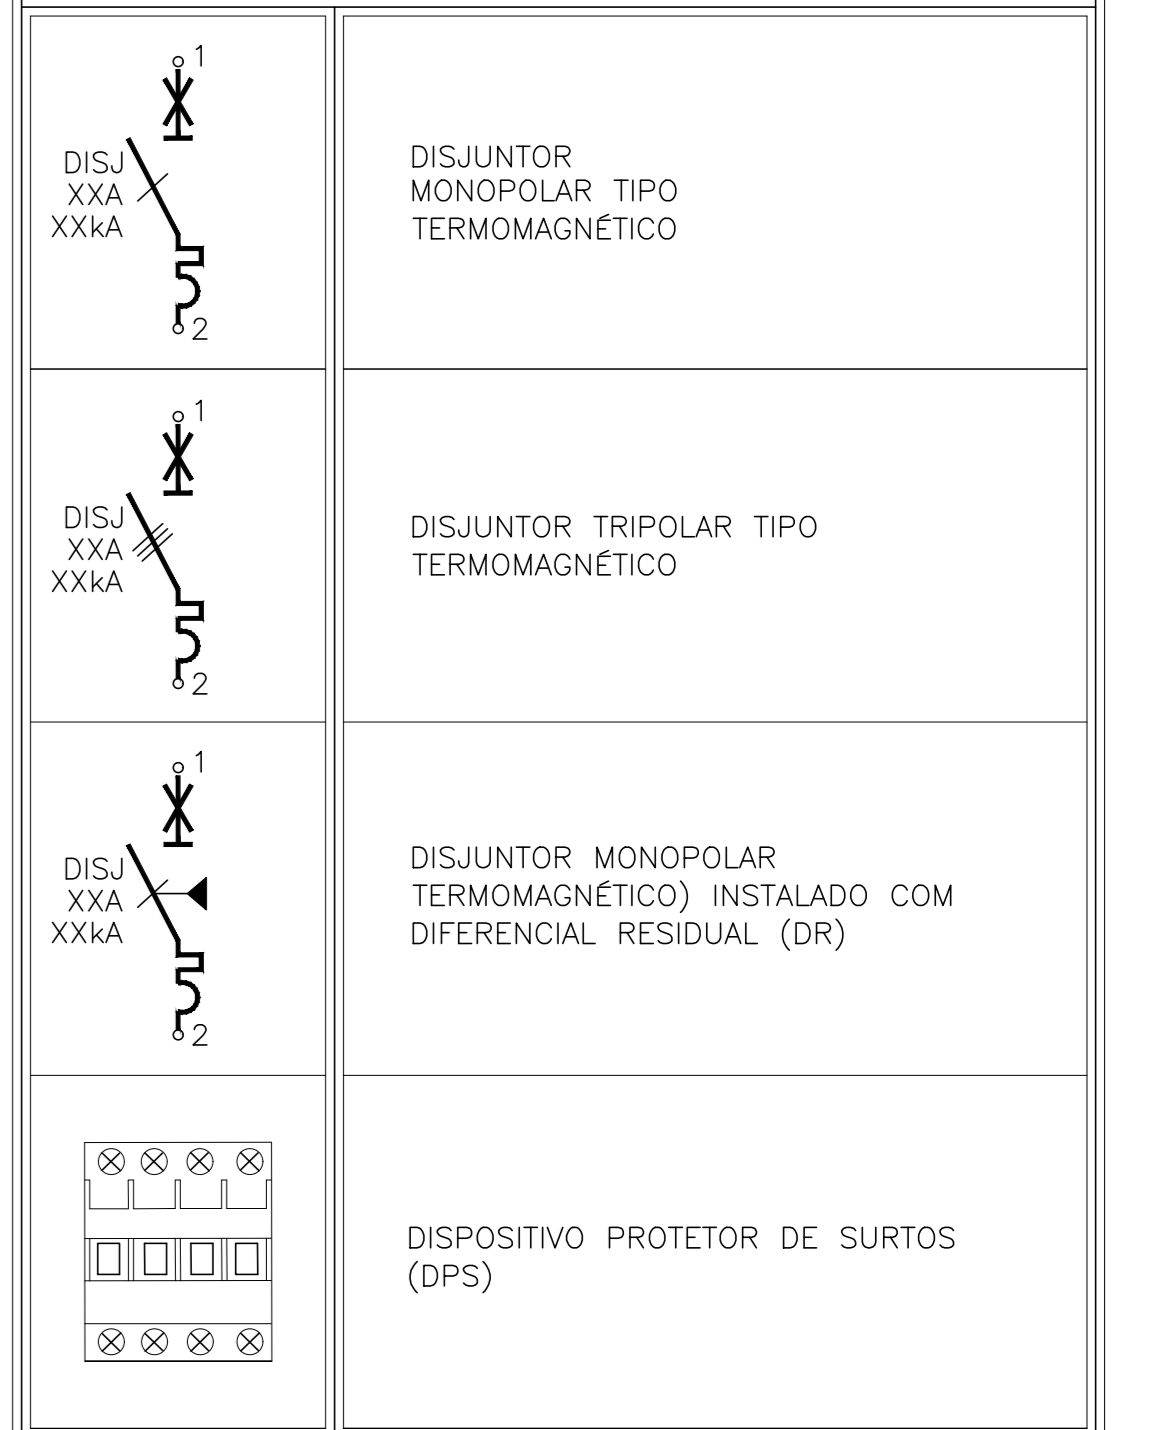 1
DISJ
XXA
XXkA
2
DISJUNTOR
MONOPOLAR TIPO
TERMOMAGNÉTICO
1
DISJ
XXA
XXkA
2
DISJUNTOR TRIPOLAR TIPO
TERMOMAGNÉTICO
1
DISJ
XXA
XXkA
2
DISJUNTOR MONOPOLAR
TERMOMAGNÉTICO) INSTALADO COM
DIFERENCIAL RESIDUAL (DR)
DISPOSITIVO PROTETOR DE SURTOS
(DPS)